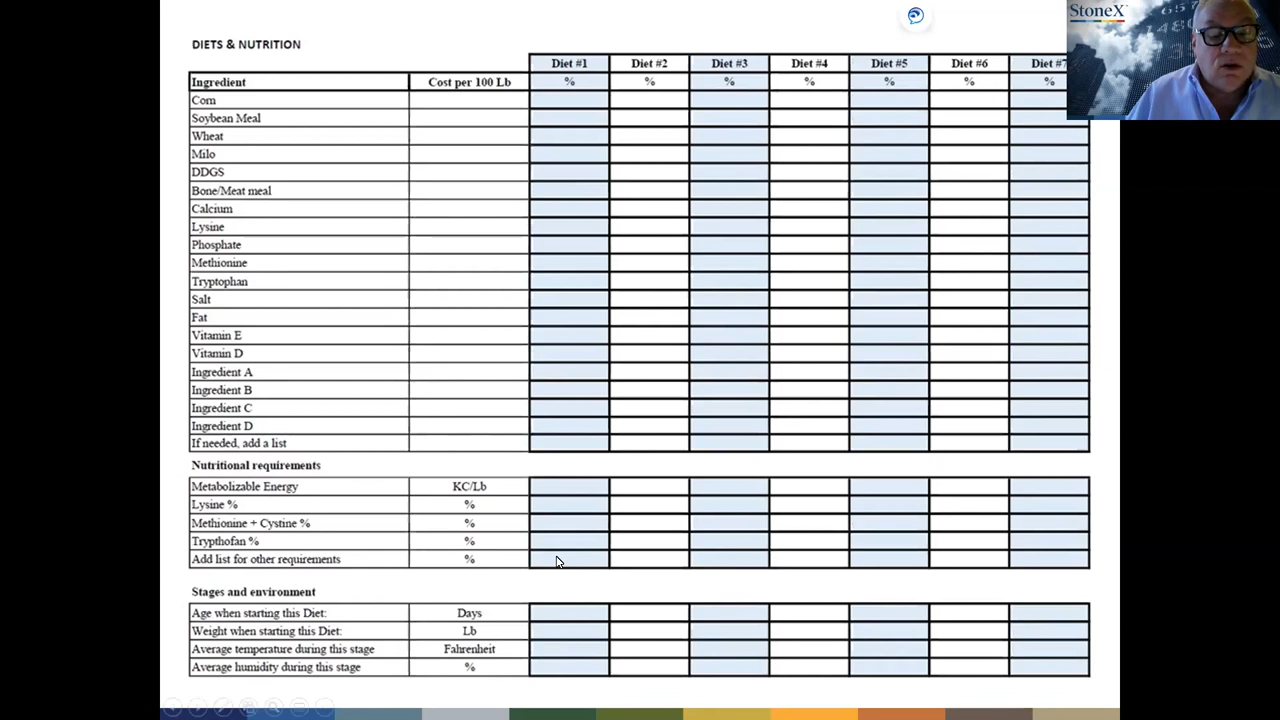 StoneX
DIETS & NUTRITION
Diet #1 Diet #2 Diet #3 Diet #4 Diet #5 Diet #6 Diet #7
Ingredient Cost per 100 Lb % % % % % % %
Corn
Soybean Meal
Wheat
Milo
DDGS
Bone/Meat meal
Calcium
Lysine
Phosphate
Methionine
Tryptophan
Salt
Fat
Vitamin E
Vitamin D
Ingredient A
Ingredient B
Ingredient C
Ingredient D
If needed, add a list
Nutritional requirements
Metabolizable Energy KC/Lb
Lysine % %
Methionine + Cystine % %
Trypthofan % %
Add list for other requirements %
Stages and environment
Age when starting this Diet: Days
Weight when starting this Diet: Lb
Average temperature during this stage Fahrenheit
Average humidity during this stage %